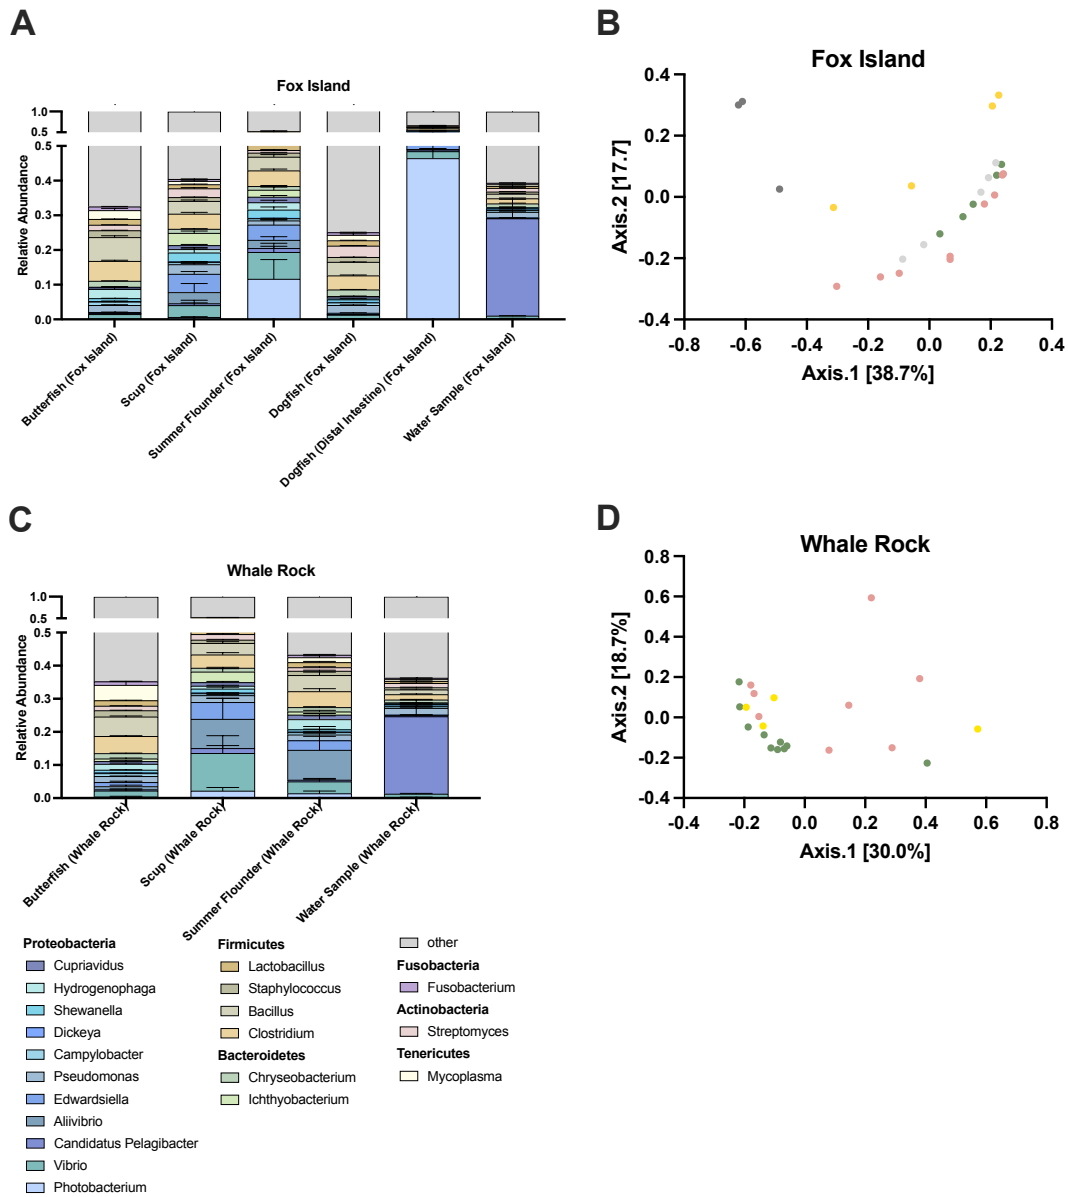 A
Fox Island
Relative Abundance
1.0
0.5
0.5
0.4
0.3
0.2
0.1
0.0
Butterfish (Fox Island)
Scup (Fox Island)
Summer Flounder (Fox Island)
Dogfish (Fox Island)
Dogfish (Distal Intestine) (Fox Island)
Water Sample (Fox Island)
B
Fox Island
Axis.2 [17.7]
0.4
0.2
0.0
-0.2
-0.4
-0.8 -0.6 -0.4 -0.2 0.0 0.2 0.4
Axis.1 [38.7%]
C
Whale Rock
Relative Abundance
1.0
0.5
0.5
0.4
0.3
0.2
0.1
0.0
Butterfish (Whale Rock)
Scup (Whale Rock)
Summer Flounder (Whale Rock)
Water Sample (Whale Rock)
D
Whale Rock
Axis.2 [18.7%]
0.8
0.6
0.4
0.2
0.0
-0.2
-0.4
-0.4 -0.2 0.0 0.2 0.4 0.6 0.8
Axis.1 [30.0%]
Proteobacteria
Cupriavidus
Hydrogenophaga
Shewanella
Dickeya
Campylobacter
Pseudomonas
Edwardsiella
Aliivibrio
Candidatus Pelagibacter
Vibrio
Photobacterium
Firmicutes
Lactobacillus
Staphylococcus
Bacillus
Clostridium
Bacteroidetes
Chryseobacterium
Ichthyobacterium
other
Fusobacteria
Fusobacterium
Actinobacteria
Streptomyces
Tenericutes
Mycoplasma